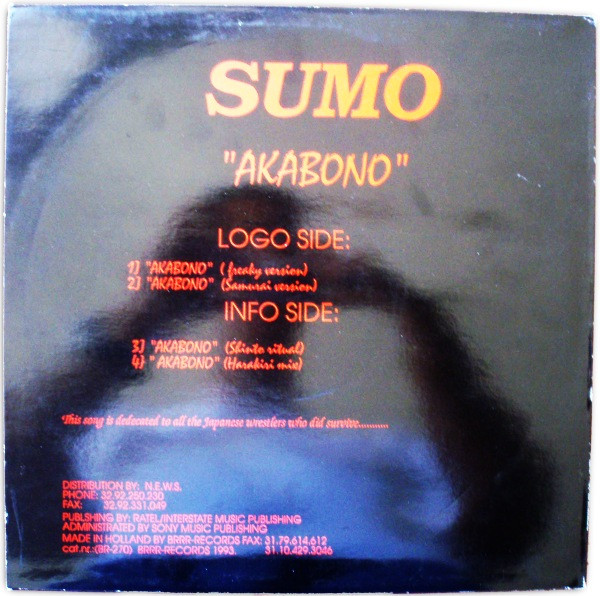 SUMO
"AKABONO"
LOGO SIDE:
1] "AKABONO" ( freaky version)
2] "AKABONO" (Samurai version)
INFO SIDE:
3] "AKABONO" (Shinto ritual)
4} " AKABONO" (Harakiri mix)
This song is dedecated to all the Japanese wrestlers who did survive...........
DISTRIBUTION BY: N.E.W.S.
PHONE: 32.92.250.230
FAX: 32.92.331.049
PUBLSHING BY: RATEL/INTERSTATE MUSIC PUBLISHING
ADMINISTRATED BY SONY MUSIC PUBLISHING
MADE IN HOLLAND BY BRRR-RECORDS FAX: 31.79.614.612
cat.nr.:(BR-270) BRRR-RECORDS 1993. 31.10.429.3046